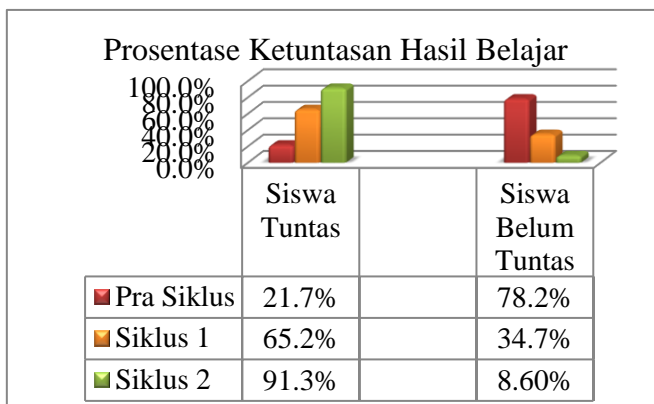 Prosentase Ketuntasan Hasil Belajar
100.0%
80.0%
60.0%
40.0%
20.0%
0.0%
Siswa Tuntas
Siswa Belum Tuntas
Pra Siklus 21.7% 78.2%
Siklus 1 65.2% 34.7%
Siklus 2 91.3% 8.60%